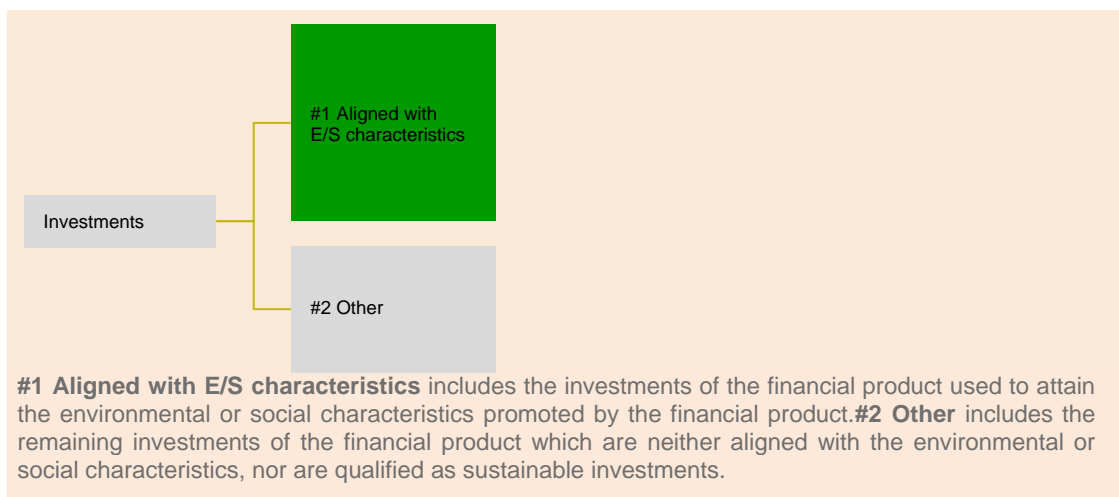 #1 Aligned with
E/S characteristics
Investments
#2 Other
#1 Aligned with E/S characteristics includes the investments of the financial product used to attain
the environmental or social characteristics promoted by the financial product.#2 Other includes the
remaining investments of the financial product which are neither aligned with the environmental or
social characteristics, nor are qualified as sustainable investments.